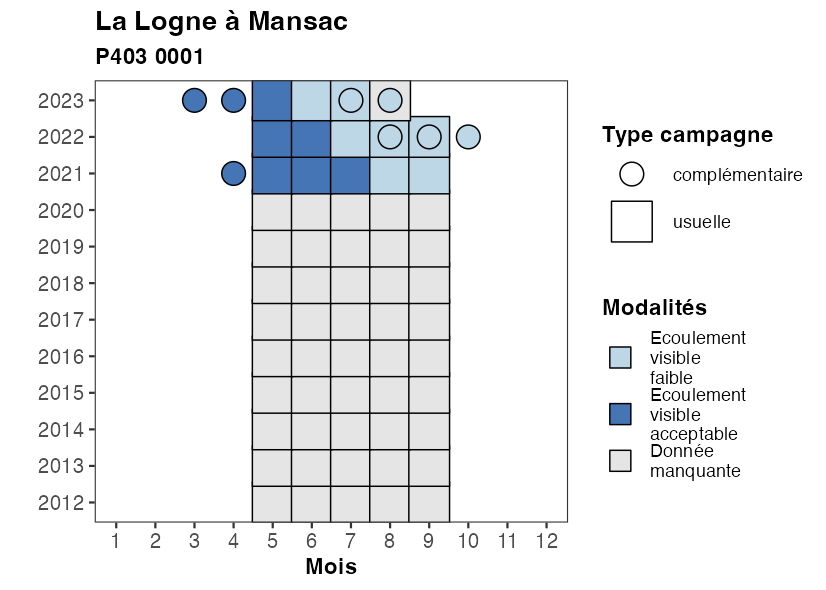 La Logne à Mansac
P403 0001
2023
2022
2021
2020
2019
2018
2017
2016
2015
2014
2013
2012
1 2 3 4 5 6 7 8 9 10 11 12
Mois
Type campagne
complémentaire
usuelle
Modalités
Ecoulement
visible
faible
Ecoulement
visible
acceptable
Donnée
manquante